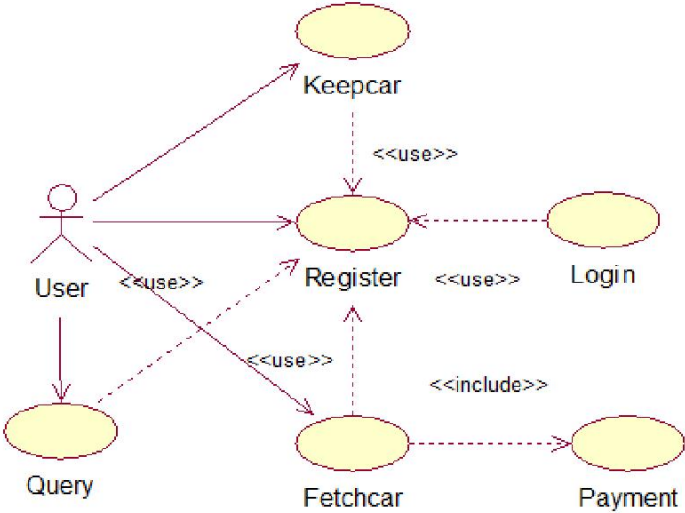 Keepcar
<<use>>
User
<<use>>
Register
<<use>>
Login
<<use>>
<<include>>
Query
Fetchcar
Payment